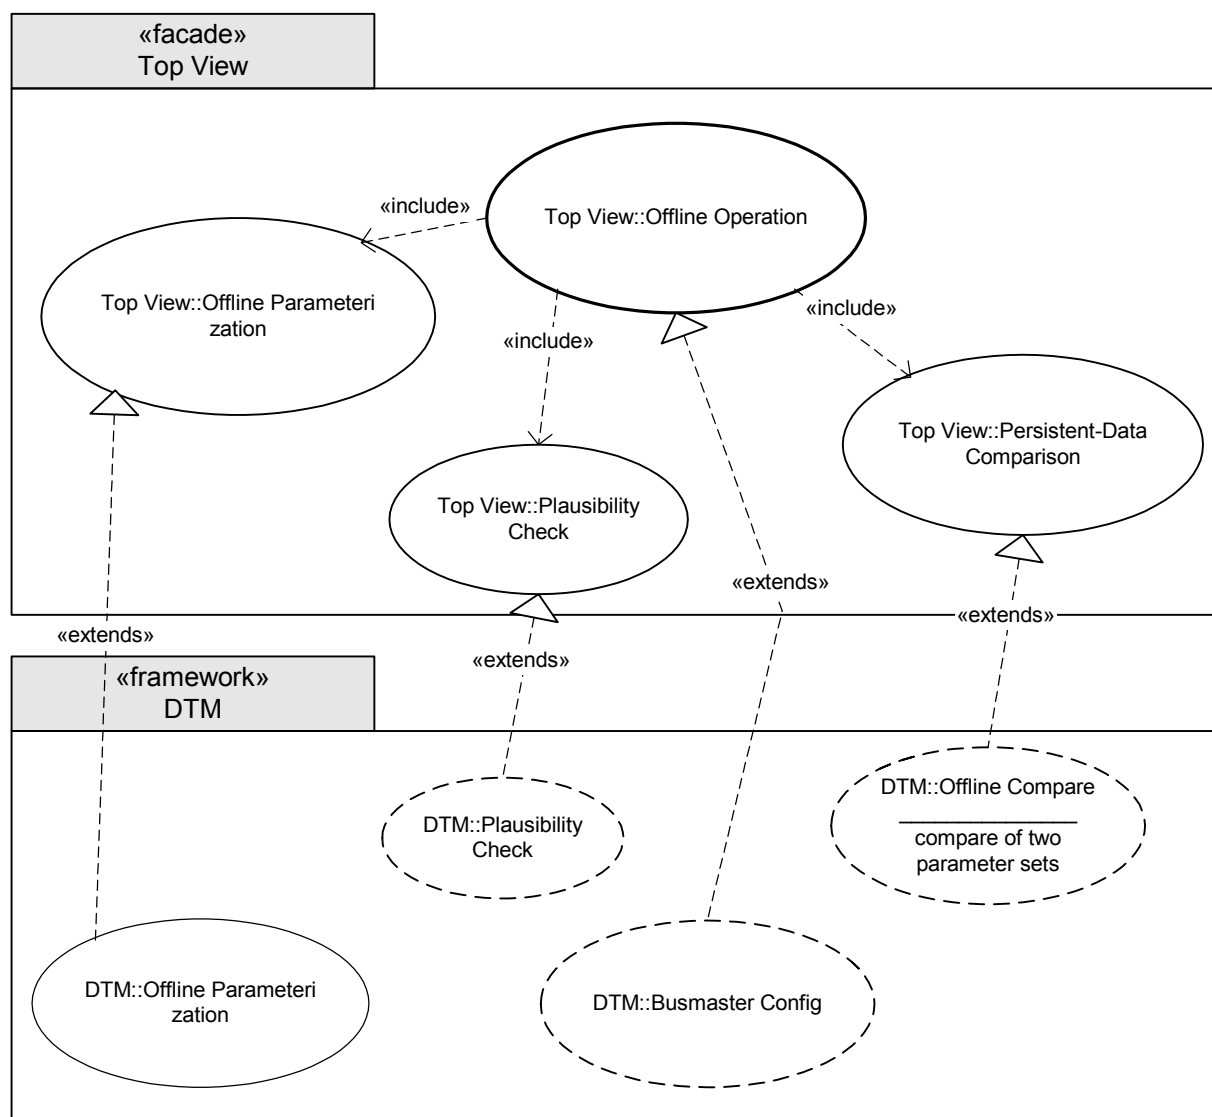 «facade»
Top View
Top View::Offline Operation
«include»
Top View::Offline Parameteri
zation
«include»
«include»
Top View::Persistent-Data
Comparison
Top View::Plausibility
Check
«extends»
«extends»
«extends»
«extends»
«framework»
DTM
DTM::Offline Compare
compare of two
parameter sets
DTM::Plausibility
Check
DTM::Offline Parameteri
zation
DTM::Busmaster Config